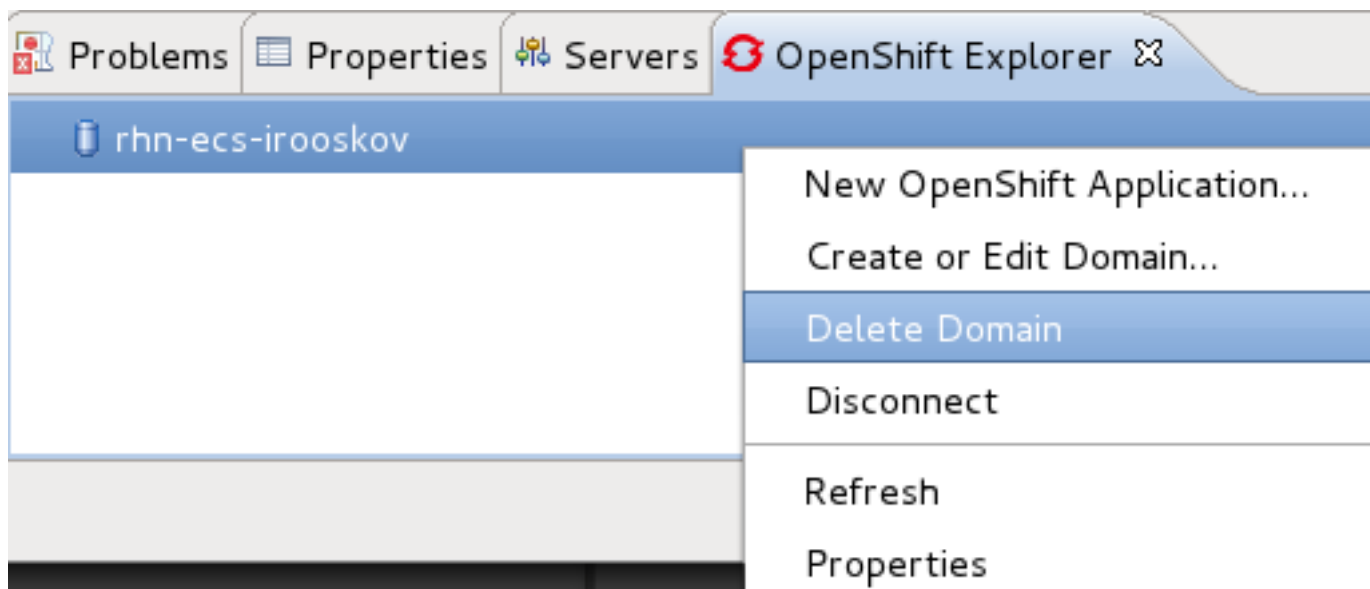 Problems Properties Servers OpenShift Explorer
rhn-ecs-irooskov
New OpenShift Application...
Create or Edit Domain...
Delete Domain
Disconnect
Refresh
Properties